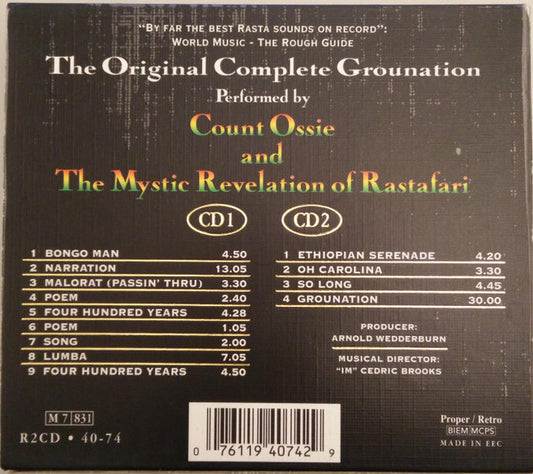 "BY FAR THE BEST RASTA SOUNDS ON RECORD":
WORLD MUSIC - THE ROUGH GUIDE
The Original Complete Grounation
Performed by
Count Ossie
and
The Mystic Revelation of Rastafari
CD1
1 BONGO MAN 4.50
2 NARRATION 13.05
3 MALORAT (PASSIN' THRU) 3.30
4 POEM 2.40
5 FOUR HUNDRED YEARS 4.28
6 POEM 1.05
7 SONG 2.00
8 LUMBA 7.05
9 FOUR HUNDRED YEARS 4.50
CD2
1 ETHIOPIAN SERENADE 4.20
2 OH CAROLINA 3.30
3 SO LONG 4.45
4 GROUNATION 30.00
PRODUCER:
ARNOLD WEDDERBURN
MUSICAL DIRECTOR:
"IM" CEDRIC BROOKS
M7 831
R2CD • 40-74
0 76119 40742 9
Proper / Retro
BIEM MCPS
MADE IN EEC